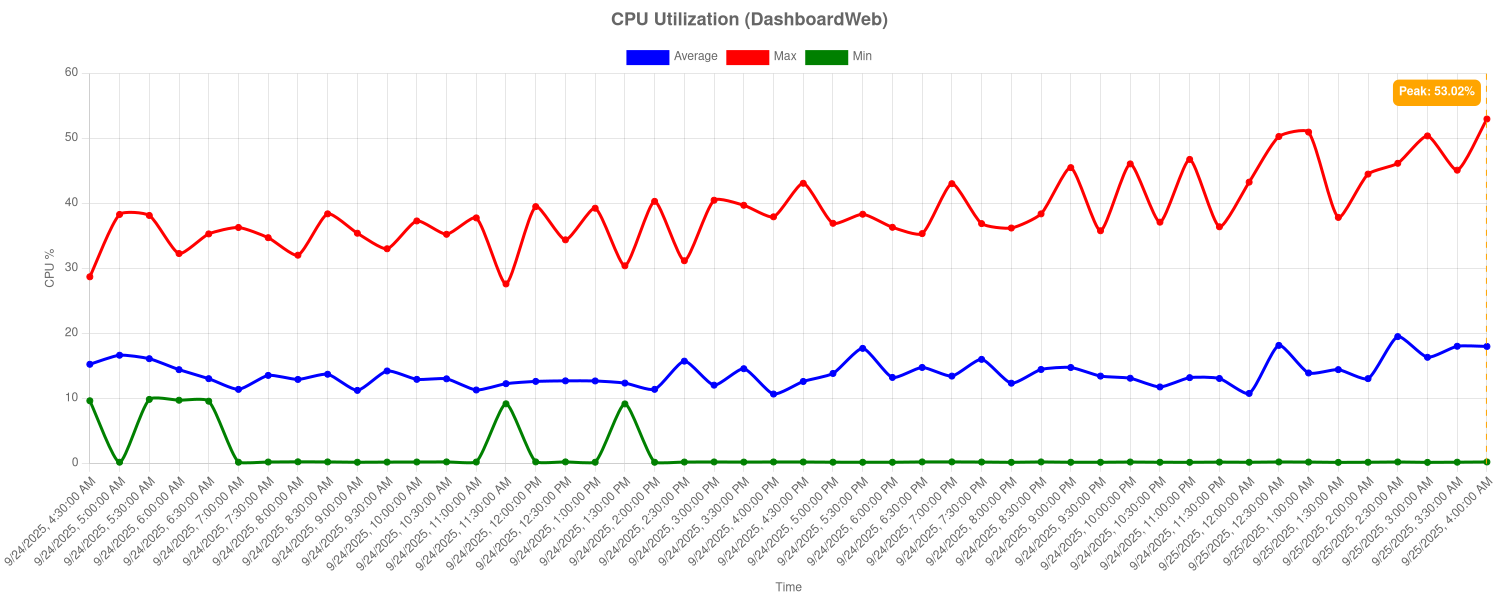 CPU Utilization (DashboardWeb)
Average Max Min
Peak: 53.02%
CPU %
60
50
40
30
20
10
0
9/24/2025, 4:30:00 AM
9/24/2025, 5:00:00 AM
9/24/2025, 5:30:00 AM
9/24/2025, 6:00:00 AM
9/24/2025, 6:30:00 AM
9/24/2025, 7:00:00 AM
9/24/2025, 7:30:00 AM
9/24/2025, 8:00:00 AM
9/24/2025, 8:30:00 AM
9/24/2025, 9:00:00 AM
9/24/2025, 9:30:00 AM
9/24/2025, 10:00:00 AM
9/24/2025, 10:30:00 AM
9/24/2025, 11:00:00 AM
9/24/2025, 11:30:00 AM
9/24/2025, 12:00:00 PM
9/24/2025, 12:30:00 PM
9/24/2025, 1:00:00 PM
9/24/2025, 1:30:00 PM
9/24/2025, 2:00:00 PM
9/24/2025, 2:30:00 PM
9/24/2025, 3:00:00 PM
9/24/2025, 3:30:00 PM
9/24/2025, 4:00:00 PM
9/24/2025, 4:30:00 PM
9/24/2025, 5:00:00 PM
9/24/2025, 5:30:00 PM
9/24/2025, 6:00:00 PM
9/24/2025, 6:30:00 PM
9/24/2025, 7:00:00 PM
9/24/2025, 7:30:00 PM
9/24/2025, 8:00:00 PM
9/24/2025, 8:30:00 PM
9/24/2025, 9:00:00 PM
9/24/2025, 9:30:00 PM
9/24/2025, 10:00:00 PM
9/24/2025, 10:30:00 PM
9/24/2025, 11:00:00 PM
9/24/2025, 11:30:00 PM
9/25/2025, 12:00:00 AM
9/25/2025, 12:30:00 AM
9/25/2025, 1:00:00 AM
9/25/2025, 1:30:00 AM
9/25/2025, 2:00:00 AM
9/25/2025, 2:30:00 AM
9/25/2025, 3:00:00 AM
9/25/2025, 3:30:00 AM
9/25/2025, 4:00:00 AM
Time